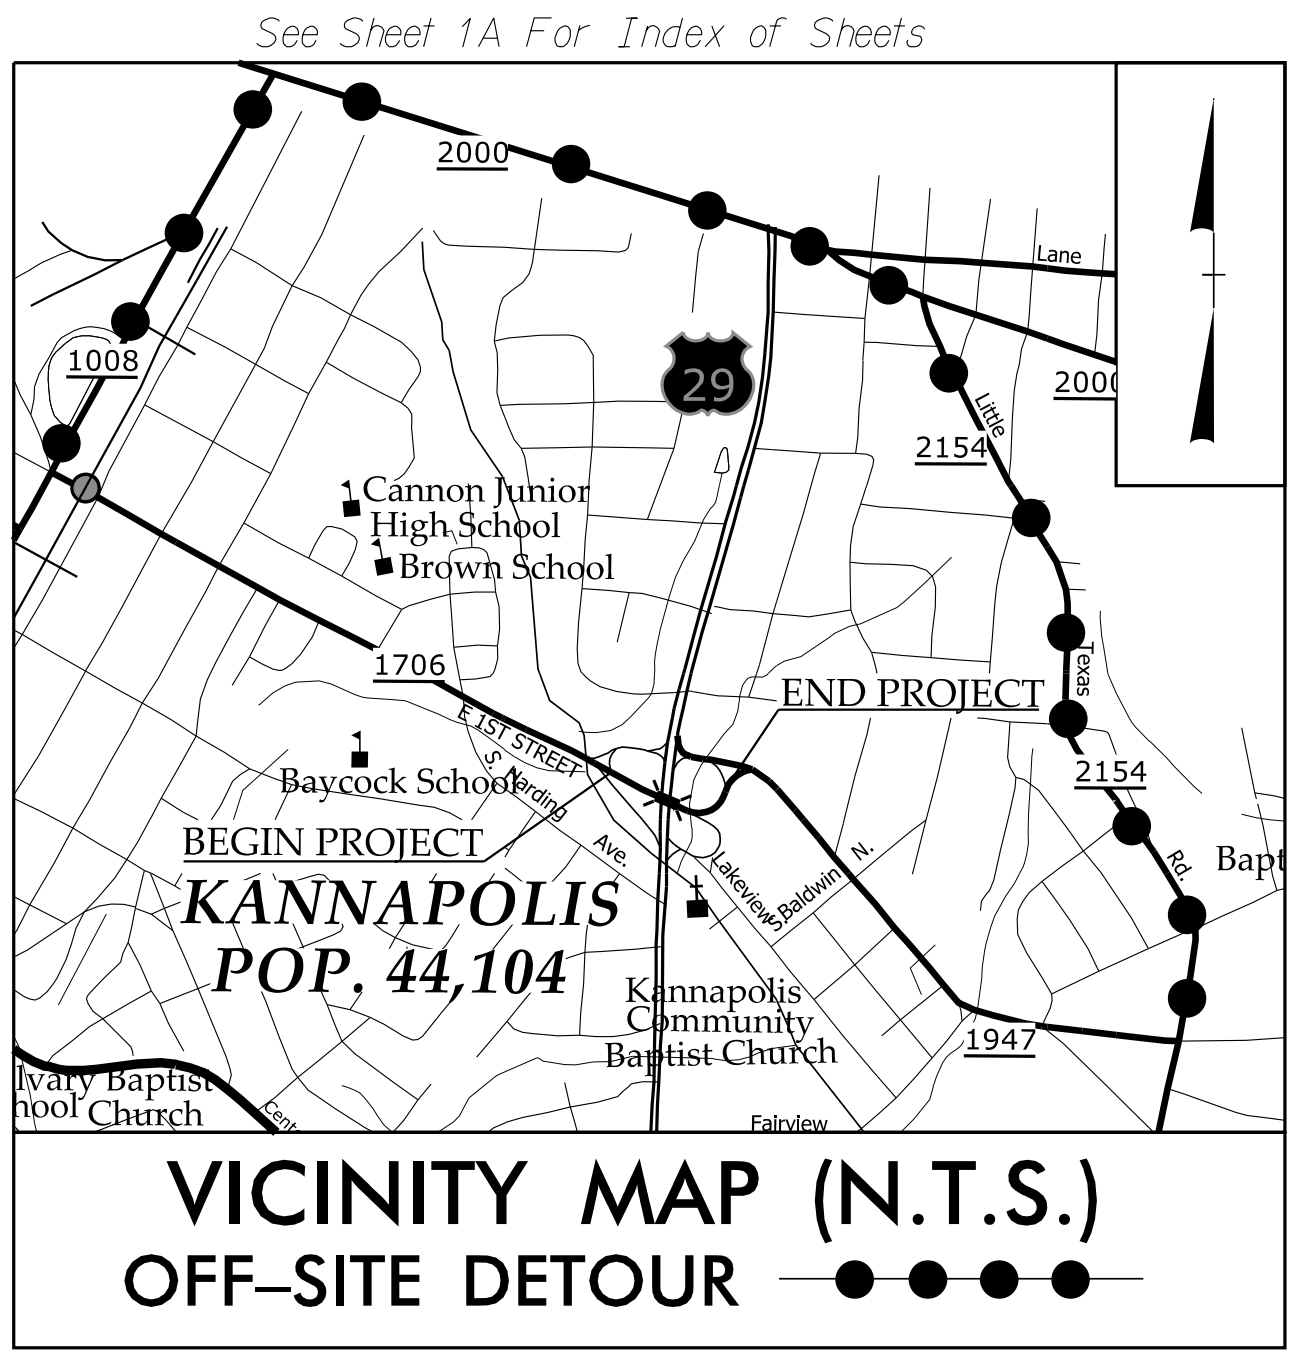 See Sheet 1A For Index of Sheets
2000
Lane
1008
29
2000
Little
2154
Cannon Junior
High School
Brown School
1706
Texas
END PROJECT
E 1ST STREET
S. Harding
Ave.
Baycock School
2154
BEGIN PROJECT
Rd.
Bapt
N.
Lakeview
S.Baldwin
KANNAPOLIS
POP. 44,104
Kannapolis
Community
Baptist Church
1947
lvary Baptist
hool Church
Cent
Fairview
VICINITY MAP (N.T.S.)
OFF–SITE DETOUR